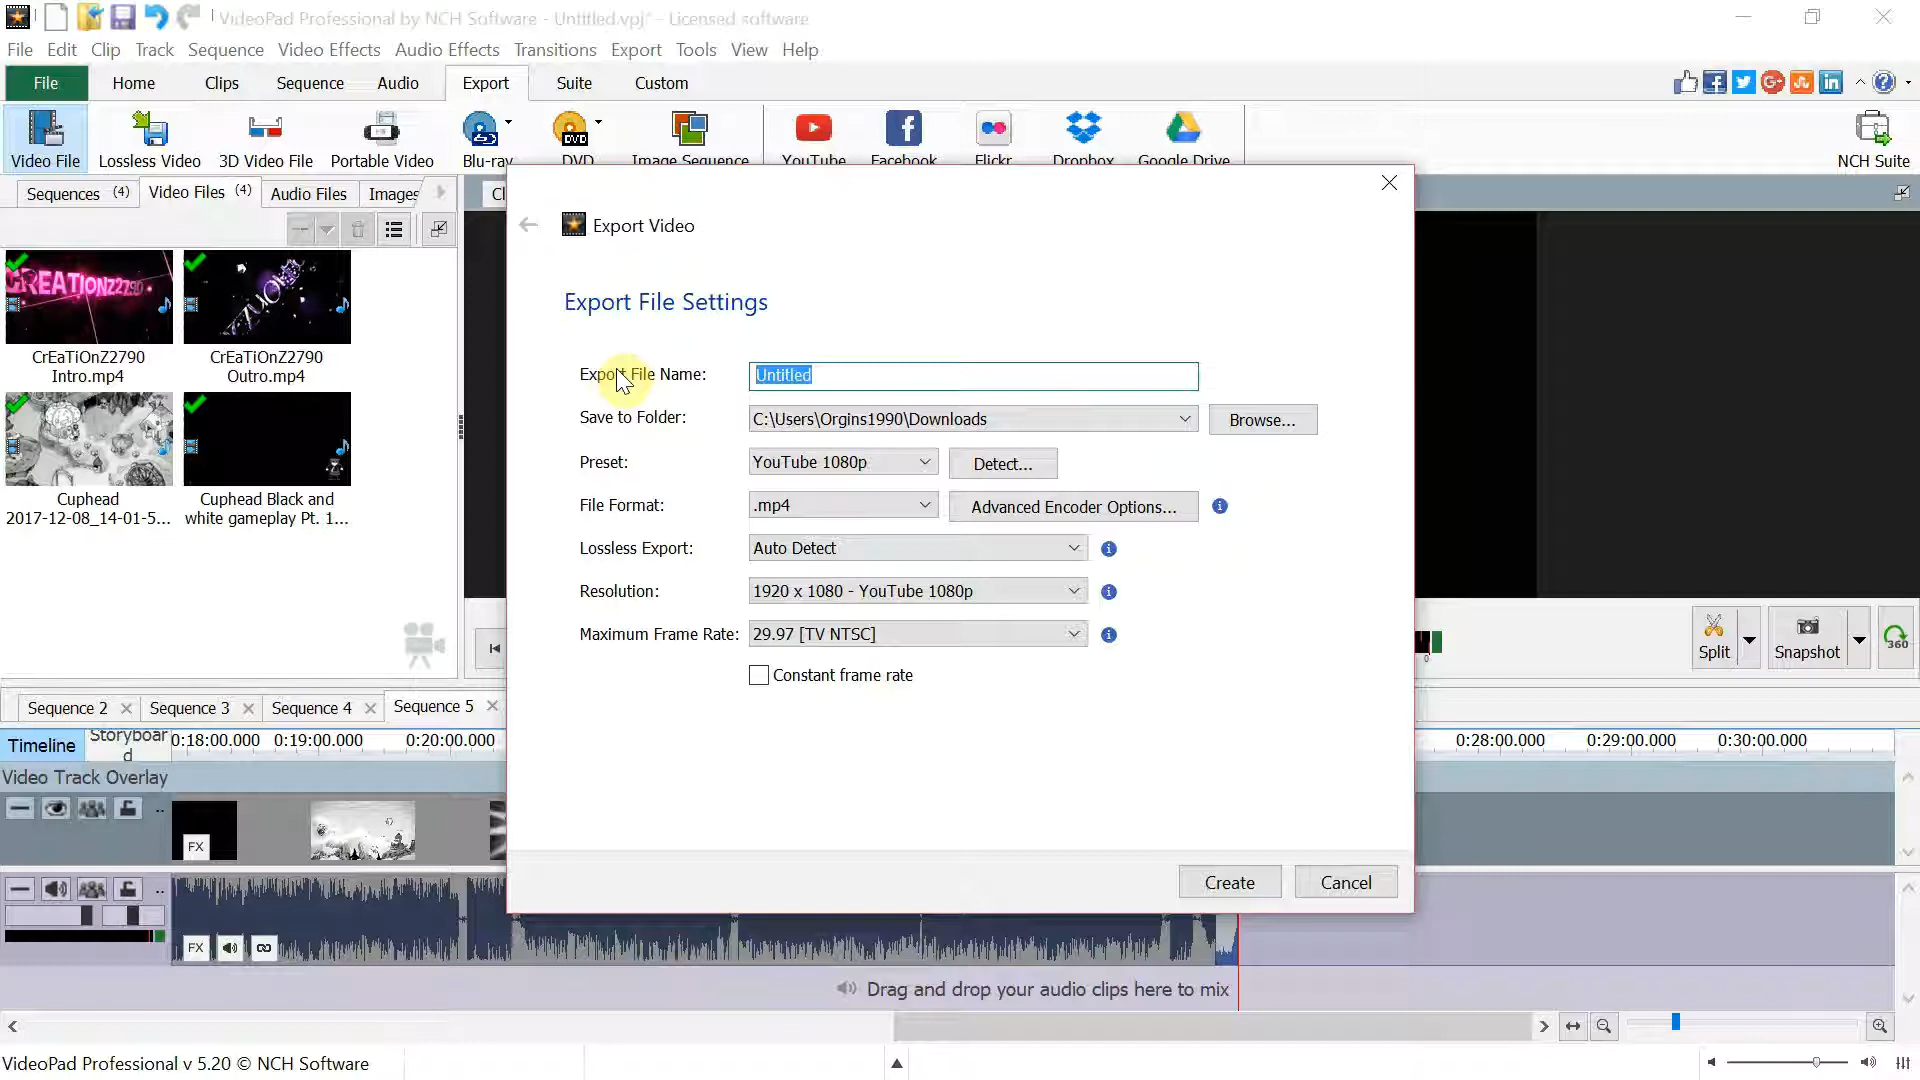 VideoPad Professional by NCH Software - Untitled.vpj* - Licensed software
File Edit Clip Track Sequence Video Effects Audio Effects Transitions Export Tools View Help
File Home Clips Sequence Audio Export Suite Custom
Video File Lossless Video 3D Video File Portable Video Blu-ray DVD Image Sequence YouTube Facebook Flickr Dropbox Google Drive NCH Suite
Sequences (4) Video Files (4) Audio Files Images Cl
CREATIONZ2790
CrEaTiOnZ2790
Intro.mp4
CrEaTiOnZ2790
Outro.mp4
Cuphead
2017-12-08_14-01-5...
Cuphead Black and
white gameplay Pt. 1...
Export Video
Export File Settings
Export File Name: Untitled
Save to Folder: C:\Users\Orgins1990\Downloads Browse...
Preset: YouTube 1080p Detect...
File Format: .mp4 Advanced Encoder Options...
Lossless Export: Auto Detect
Resolution: 1920 x 1080 - YouTube 1080p
Maximum Frame Rate: 29.97 [TV NTSC]
Constant frame rate
Create Cancel
0 Split Snapshot 360
Sequence 2 Sequence 3 Sequence 4 Sequence 5
Timeline Storyboar
d
0:18:00.000 0:19:00.000 0:20:00.000 0:28:00.000 0:29:00.000 0:30:00.000
Video Track Overlay
FX
FX
Drag and drop your audio clips here to mix
VideoPad Professional v 5.20 © NCH Software